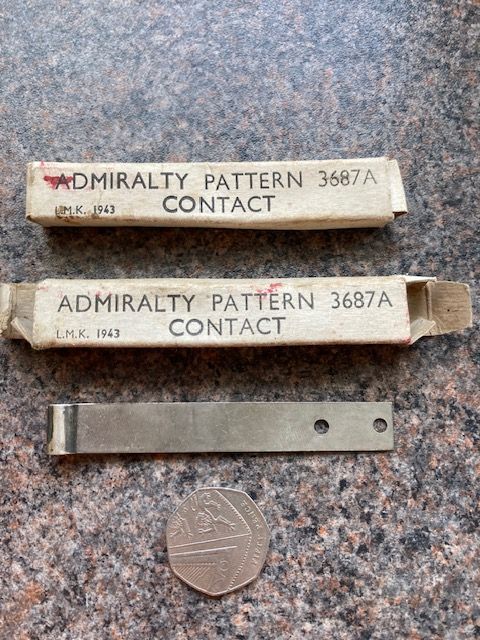 ADMIRALTY PATTERN 3687A
L.M.K. 1943 CONTACT
ADMIRALTY PATTERN 3687A
L.M.K. 1943 CONTACT